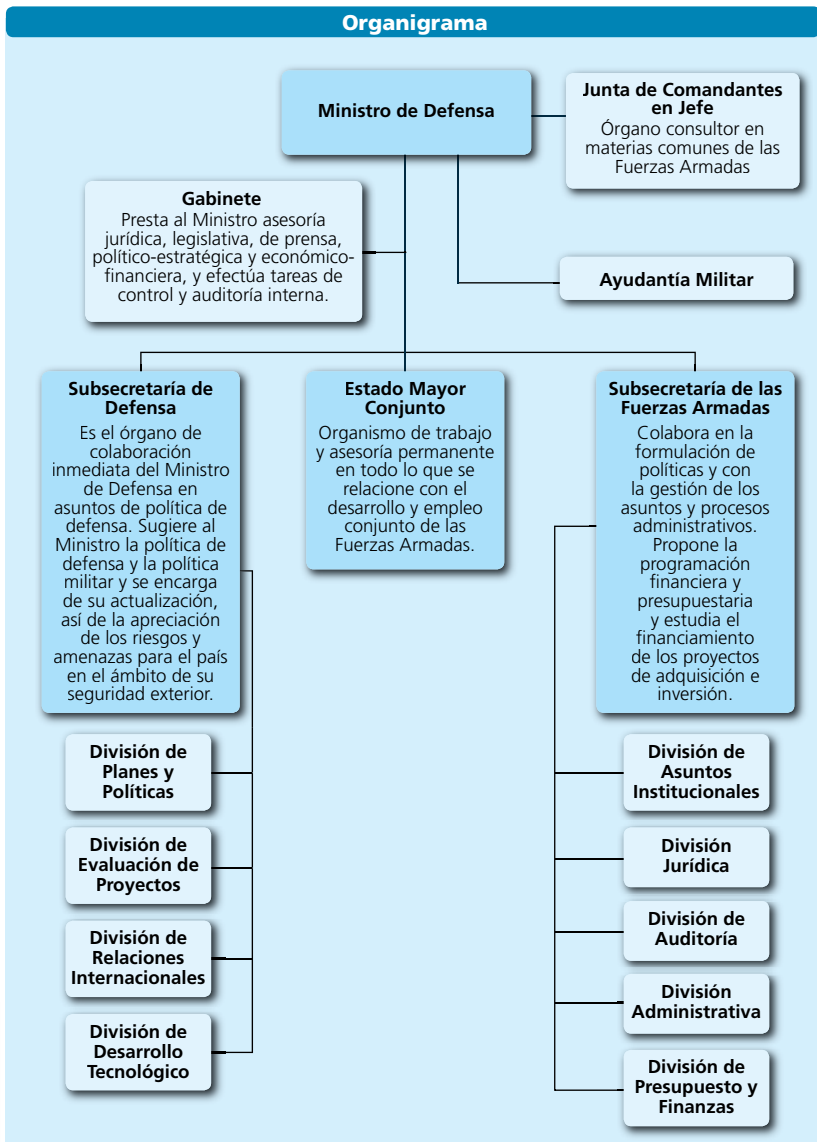 Organigrama
Ministro de Defensa
Junta de Comandantes
en Jefe
Órgano consultor en
materias comunes de las
Fuerzas Armadas
Gabinete
Presta al Ministro asesoría
jurídica, legislativa, de prensa,
político-estratégica y económico-
financiera, y efectúa tareas de
control y auditoría interna.
Ayudantía Militar
Subsecretaría de
Defensa
Es el órgano de
colaboración
inmediata del Ministro
de Defensa en
asuntos de política de
defensa. Sugiere al
Ministro la política de
defensa y la política
militar y se encarga
de su actualización,
así de la apreciación
de los riesgos y
amenazas para el país
en el ámbito de su
seguridad exterior.
Estado Mayor
Conjunto
Organismo de trabajo
y asesoría permanente
en todo lo que se
relacione con el
desarrollo y empleo
conjunto de las
Fuerzas Armadas.
Subsecretaría de las
Fuerzas Armadas
Colabora en la
formulación de
políticas y con
la gestión de los
asuntos y procesos
administrativos.
Propone la
programación
financiera y
presupuestaria
y estudia el
financiamiento
de los proyectos
de adquisición e
inversión.
División de
Planes y
Políticas
División de
Evaluación de
Proyectos
División de
Relaciones
Internacionales
División de
Desarrollo
Tecnológico
División de
Asuntos
Institucionales
División
Jurídica
División de
Auditoría
División
Administrativa
División de
Presupuesto y
Finanzas